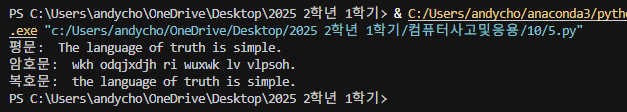 PS C:\Users\andycho\OneDrive\Desktop\2025 2학년 1학기> & C:/Users/andycho/anaconda3/pytho
.exe "c:/Users/andycho/OneDrive/Desktop/2025 2학년 1학기/컴퓨터사고및응용/10/5.py"
평문:  The language of truth is simple.
암호문:  wkh odqjxdjh ri wuxwk lv vlpsoh.
복호문:  the language of truth is simple.
PS C:\Users\andycho\OneDrive\Desktop\2025 2학년 1학기>